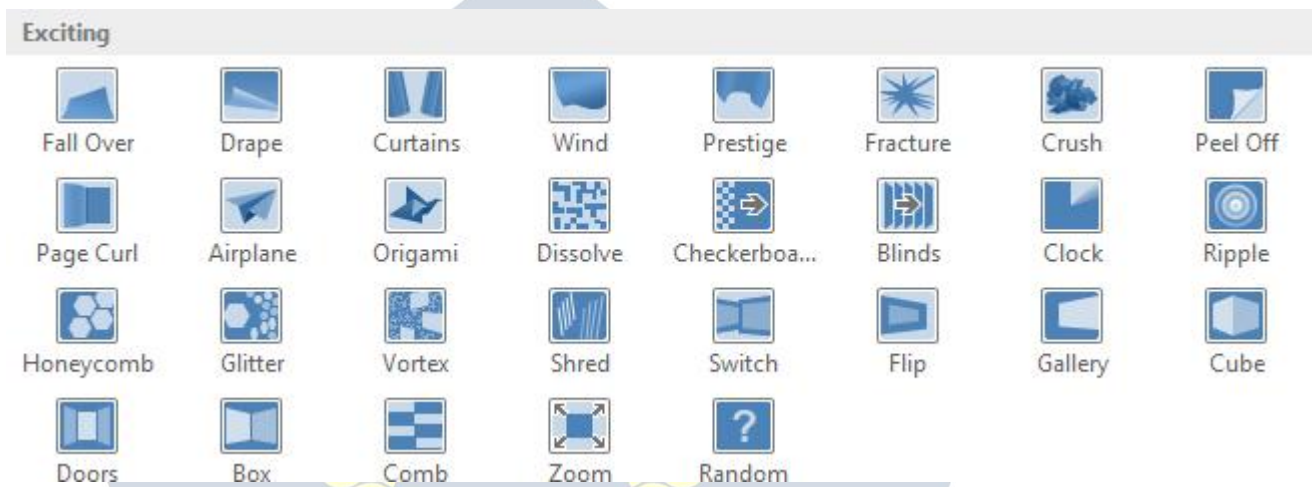 Exciting
Fall Over Drape Curtains Wind Prestige Fracture Crush Peel Off
Page Curl Airplane Origami Dissolve Checkerboa... Blinds Clock Ripple
Honeycomb Glitter Vortex Shred Switch Flip Gallery Cube
?
Doors Box Comb Zoom Random